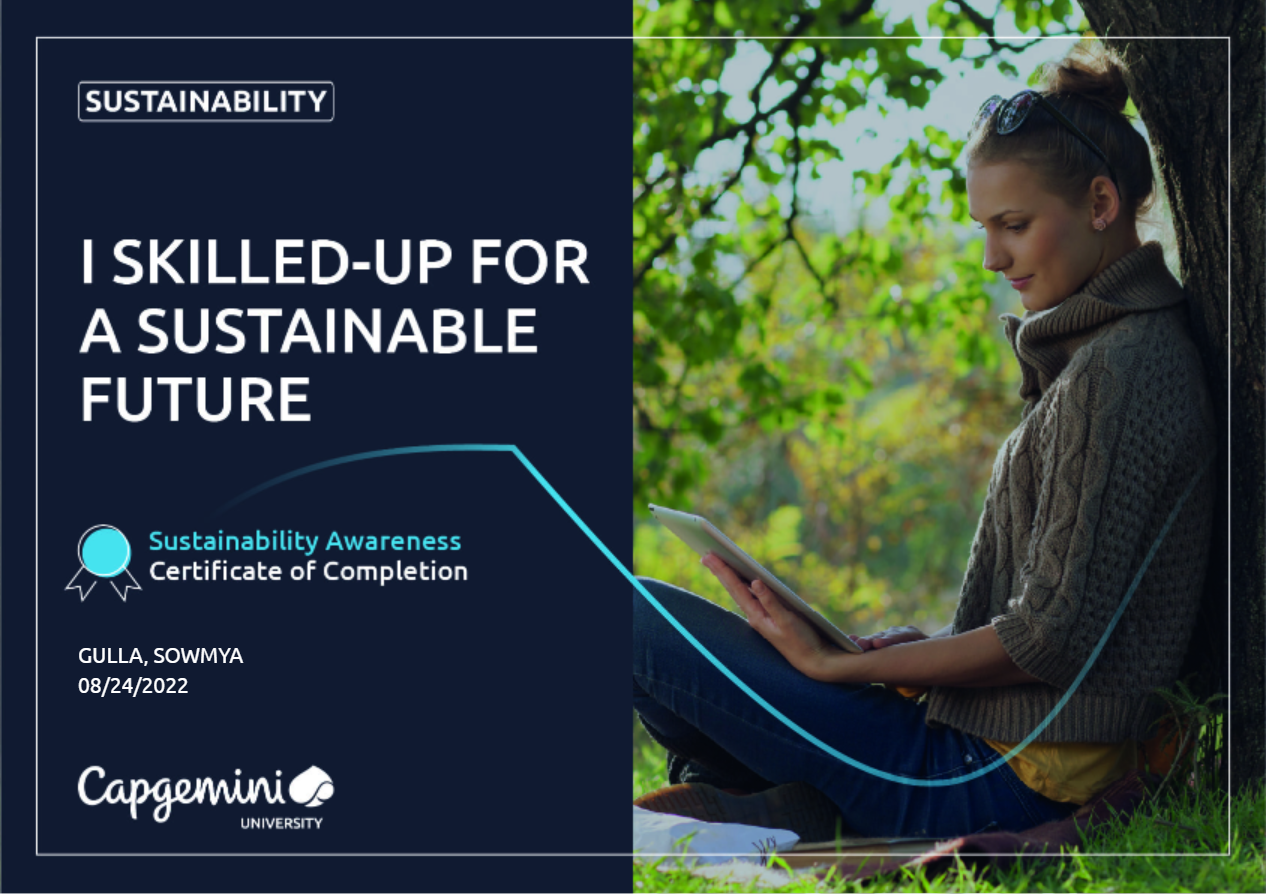 SUSTAINABILITY
I SKILLED-UP FOR
A SUSTAINABLE
FUTURE
Sustainability Awareness
Certificate of Completion
GULLA, SOWMYA
08/24/2022
Capgemini
UNIVERSITY